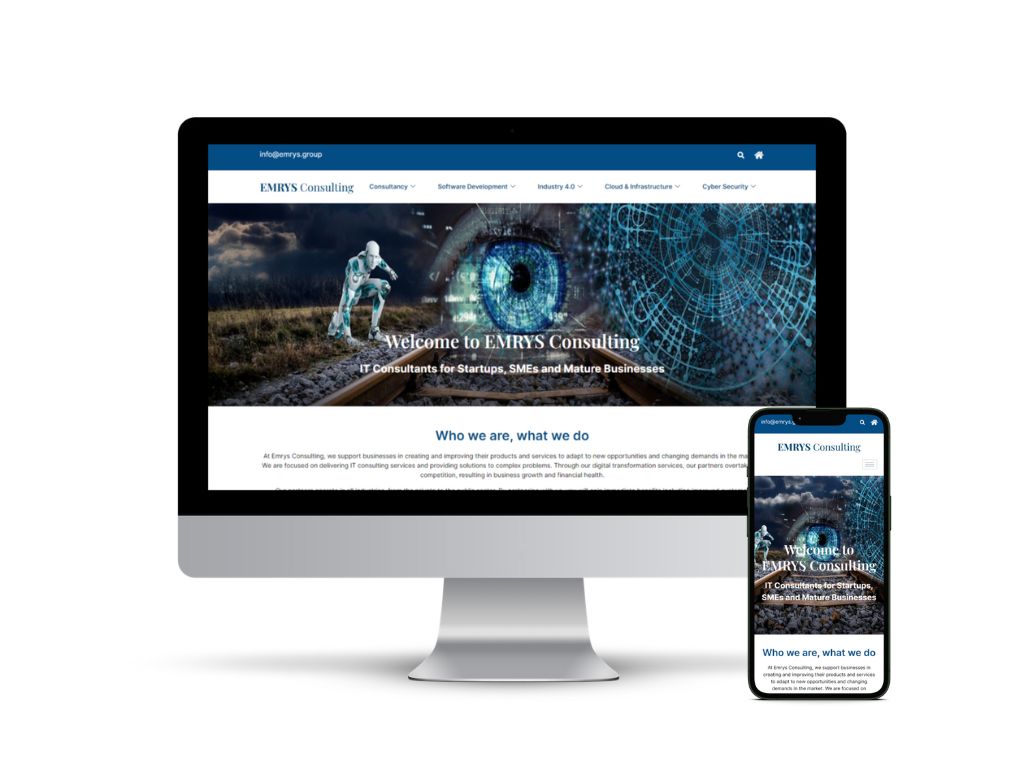 info@emrys.group
EMRYS Consulting Consultancy Software Development Industry 4.0 Cloud & Infrastructure Cyber Security
Welcome to EMRYS Consulting
IT Consultants for Startups, SMEs and Mature Businesses
Who we are, what we do
At Emrys Consulting, we support businesses in creating and improving their products and services to adapt to new opportunities and changing demands in the
We are focused on delivering IT consulting services and providing solutions to complex problems. Through our digital transformation services, our partners
competition, resulting in business growth and financial health.
info@emrys.
EMRYS Consulting
Welcome to
EMRYS Consulting
IT Consultants for Startups,
SMEs and Mature Businesses
Who we are, what we do
At Emrys Consulting, we support businesses in
creating and improving their products and services
to adapt to new opportunities and changing
demands in the market. We are focused on